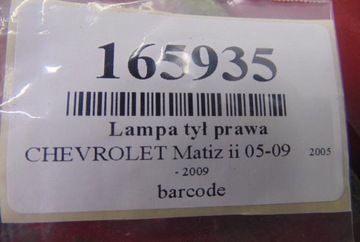 165935
Lampa tył prawa
CHEVROLET Matiz ii 05-09 2005
- 2009
barcode